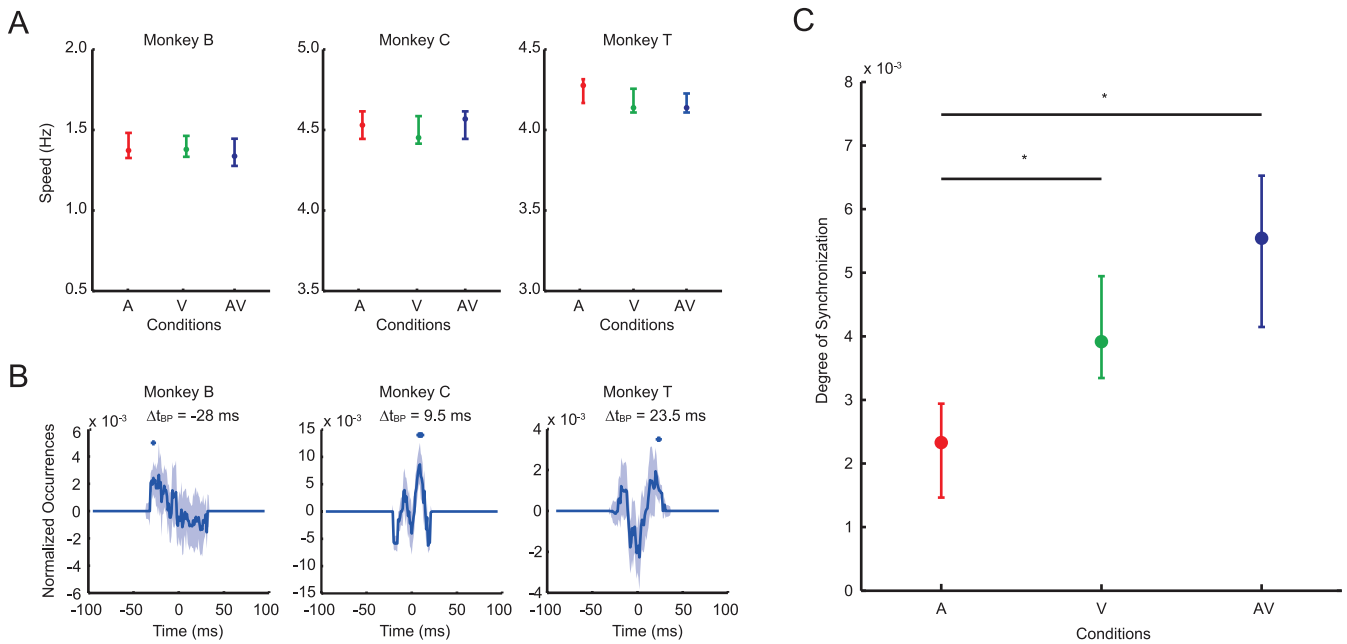 A
Monkey B
Monkey C
Monkey T
Speed (Hz)
2.0
1.5
1.0
0.5
5.0
4.5
4.0
3.5
4.5
4.0
3.5
3.0
A V AV
A V AV
A V AV
Conditions
Conditions
Conditions
B
Monkey B
Monkey C
Monkey T
x 10-3
ΔtBP = -28 ms
x 10-3
ΔtBP = 9.5 ms
x 10-3
ΔtBP = 23.5 ms
Normalized Occurrences
6
4
2
0
-2
-4
-6
15
10
5
0
-5
-10
-15
4
2
0
-2
-4
-100 -50 0 50 100
-100 -50 0 50 100
-100 -50 0 50 100
Time (ms)
Time (ms)
Time (ms)
C
x 10-3
Degree of Synchronization
8
7
6
5
4
3
2
1
0
*
*
A V AV
Conditions